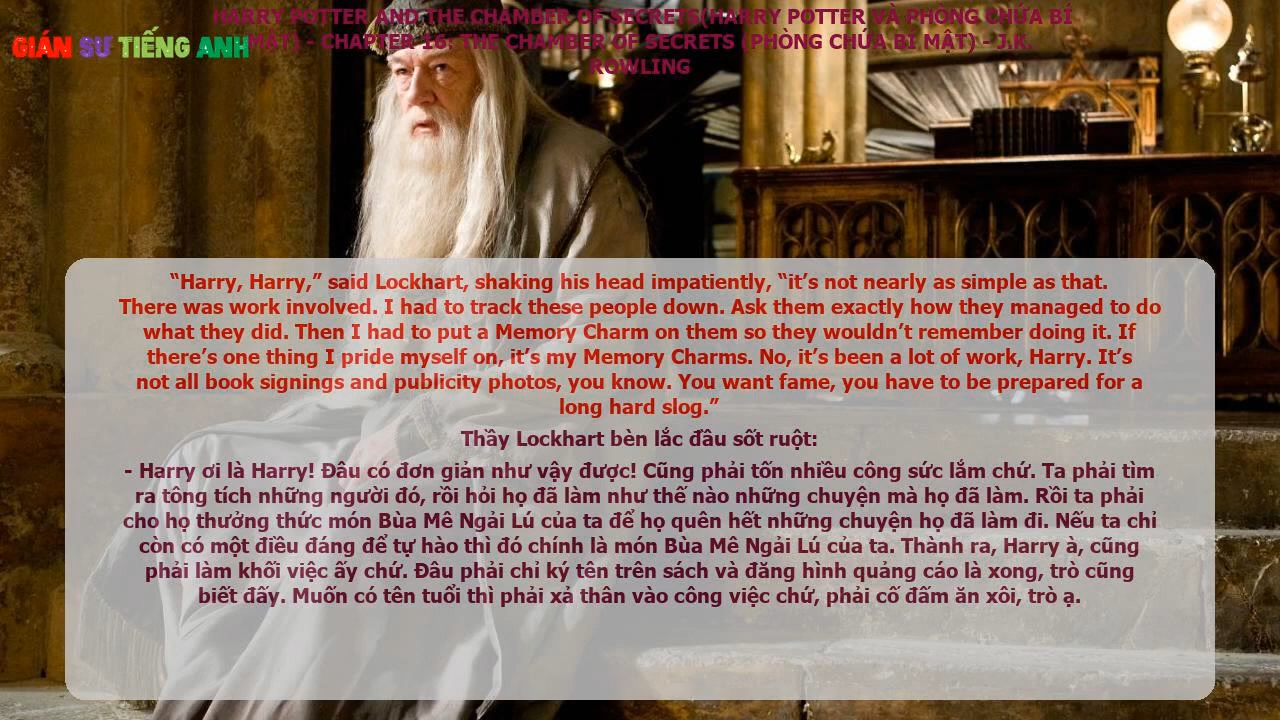 HARRY POTTER AND THE CHAMBER OF SECRETS(HARRY POTTER VÀ PHÒNG CHỨA BÍ
MẬT) - CHAPTER 16: THE CHAMBER OF SECRETS (PHÒNG CHỨA BÍ MẬT) - J.K.
ROWLING
GIÁN SƯ TIẾNG ANH
“Harry, Harry,” said Lockhart, shaking his head impatiently, “it’s not nearly as simple as that.
There was work involved. I had to track these people down. Ask them exactly how they managed to do
what they did. Then I had to put a Memory Charm on them so they wouldn’t remember doing it. If
there’s one thing I pride myself on, it’s my Memory Charms. No, it’s been a lot of work, Harry. It’s
not all book signings and publicity photos, you know. You want fame, you have to be prepared for a
long hard slog.”
Thầy Lockhart bèn lắc đầu sốt ruột:
- Harry ơi là Harry! Đâu có đơn giản như vậy được! Cũng phải tốn nhiều công sức lắm chứ. Ta phải tìm
ra tông tích những người đó, rồi hỏi họ đã làm như thế nào những chuyện mà họ đã làm. Rồi ta phải
cho họ thưởng thức món Bùa Mê Ngải Lú của ta để họ quên hết những chuyện họ đã làm đi. Nếu ta chỉ
còn có một điều đáng để tự hào thì đó chính là món Bùa Mê Ngải Lú của ta. Thành ra, Harry à, cũng
phải làm khối việc ấy chứ. Đâu phải chỉ ký tên trên sách và đăng hình quảng cáo là xong, trò cũng
biết đấy. Muốn có tên tuổi thì phải xả thân vào công việc chứ, phải cố đấm ăn xôi, trò ạ.